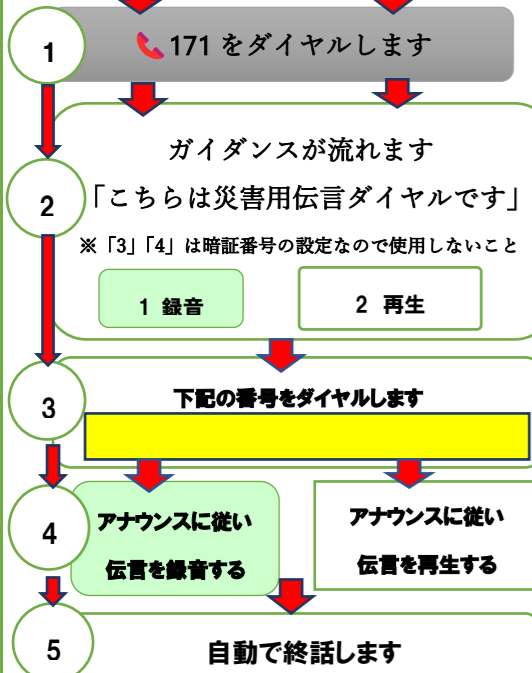 1
171 をダイヤルします
ガイダンスが流れます
2
「こちらは災害用伝言ダイヤルです」
※「3」「4」は暗証番号の設定なので使用しないこと
1 録音
2 再生
3
下記の番号をダイヤルします
4
アナウンスに従い
伝言を録音する
アナウンスに従い
伝言を再生する
5
自動で終話します